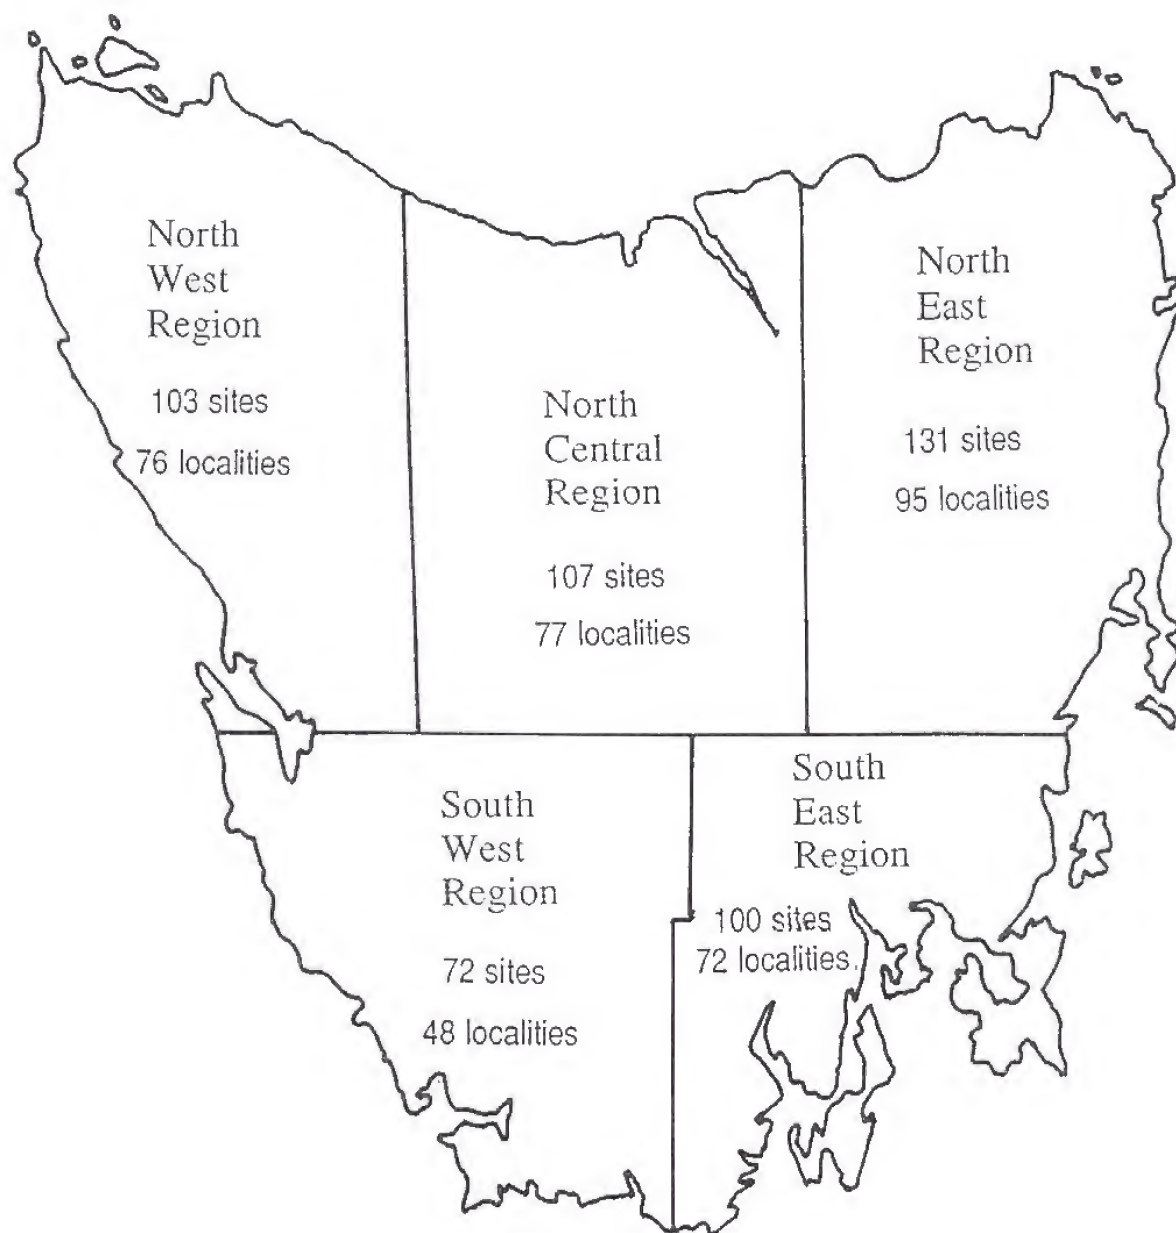 North
West
Region
103 sites
76 localities
North
Central
Region
107 sites
77 localities
North
East
Region
131 sites
95 localities
South
West
Region
72 sites
48 localities
South
East
Region
100 sites
72 localities.